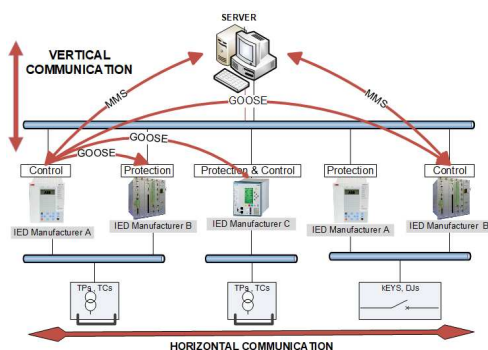 SERVER
VERTICAL
COMMUNICATION
MMS
MMS
GOOSE
GOOSE
GOOSE
Control
Protection
Protection & Control
Protection
Control
IED Manufacturer A
IED Manufacturer B
IED Manufacturer C
IED Manufacturer A
IED Manufacturer B
TPs, TCs
TPs, TCs
kEYS, DJs
HORIZONTAL COMMUNICATION